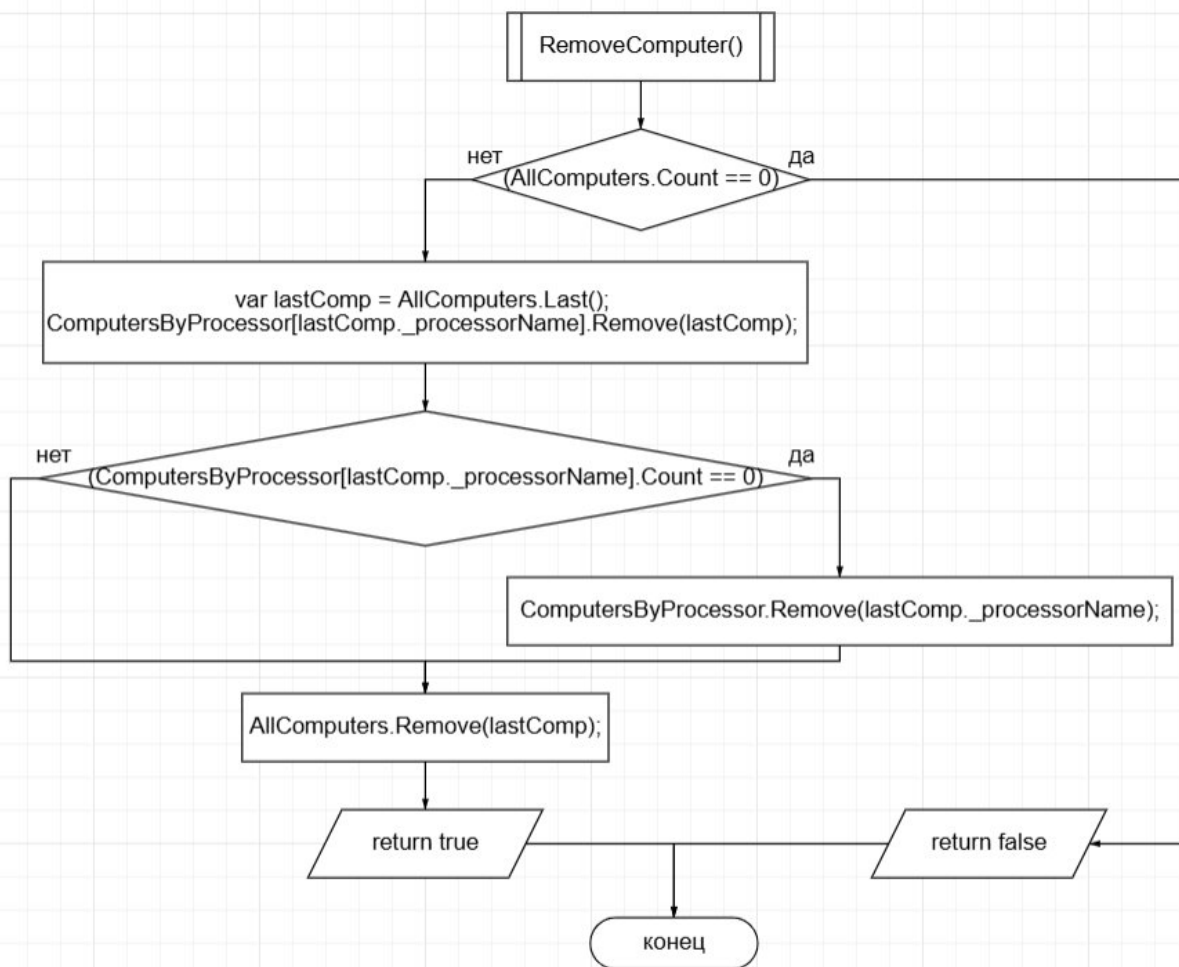 RemoveComputer()
нет
да
(AllComputers.Count == 0)
var lastComp = AllComputers.Last();
ComputersByProcessor[lastComp._processorName].Remove(lastComp);
нет
да
(ComputersByProcessor[lastComp._processorName].Count == 0)
ComputersByProcessor.Remove(lastComp._processorName);
AllComputers.Remove(lastComp);
return true
return false
конец